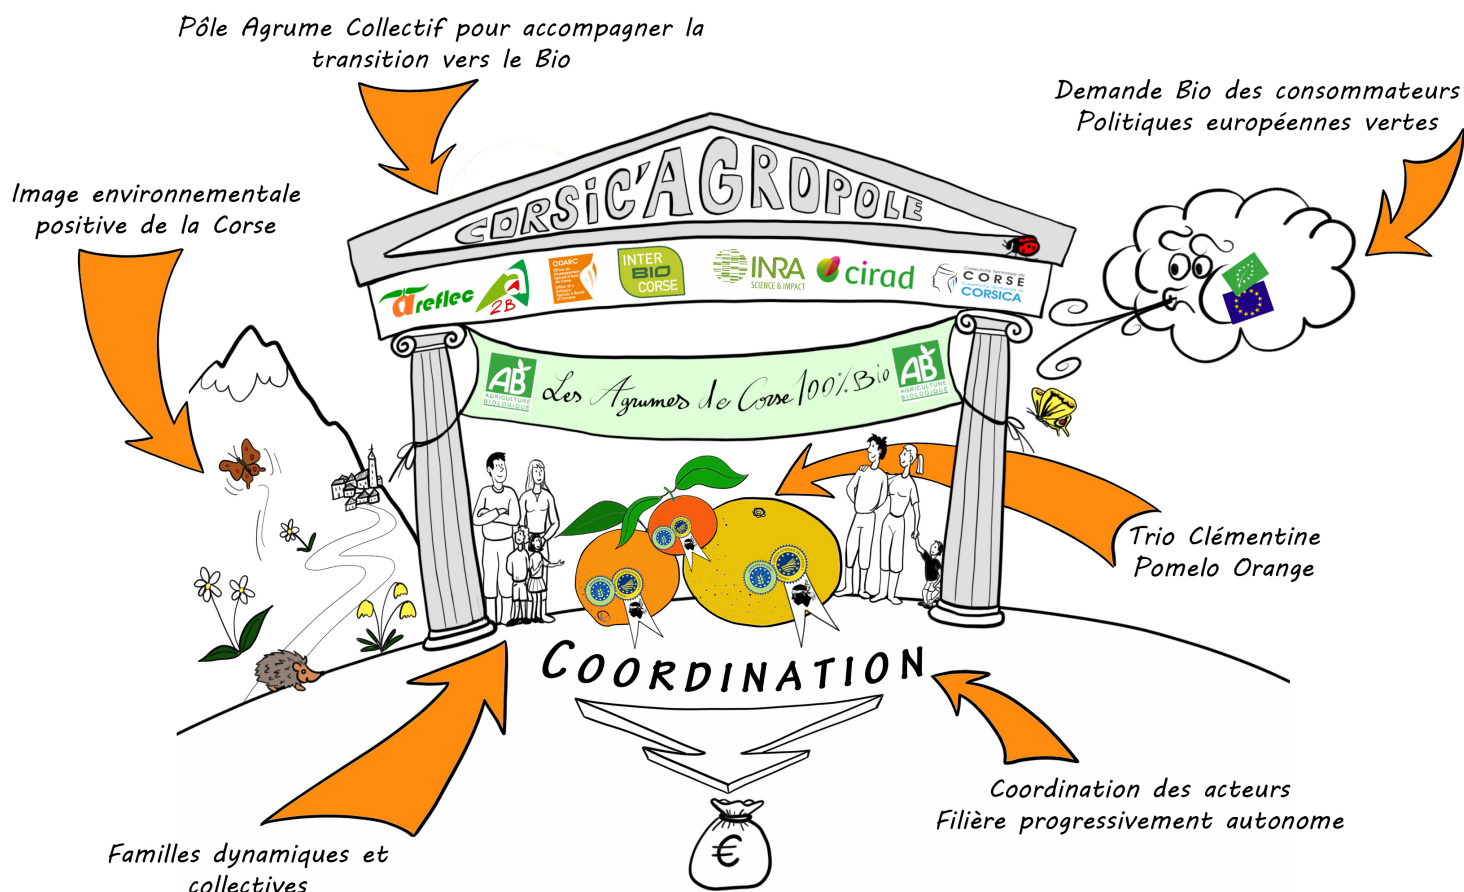 Pôle Agrume Collectif pour accompagner la
transition vers le Bio
Demande Bio des consommateurs
Politiques européennes vertes
Image environnementale
positive de la Corse
CORSIC'AGROPOLE
areflec
2B
ODARC
INTER
BIO
CORSE
INRA
SCIENCE & IMPACT
cirad
CORSE
CORSICA
AB
AGRICULTURE
BIOLOGIQUE
Les Agrumes de Corse 100% Bio
AB
AGRICULTURE
BIOLOGIQUE
Trio Clémentine
Pomelo Orange
COORDINATION
Coordination des acteurs
Filière progressivement autonome
€
Familles dynamiques et
collectives